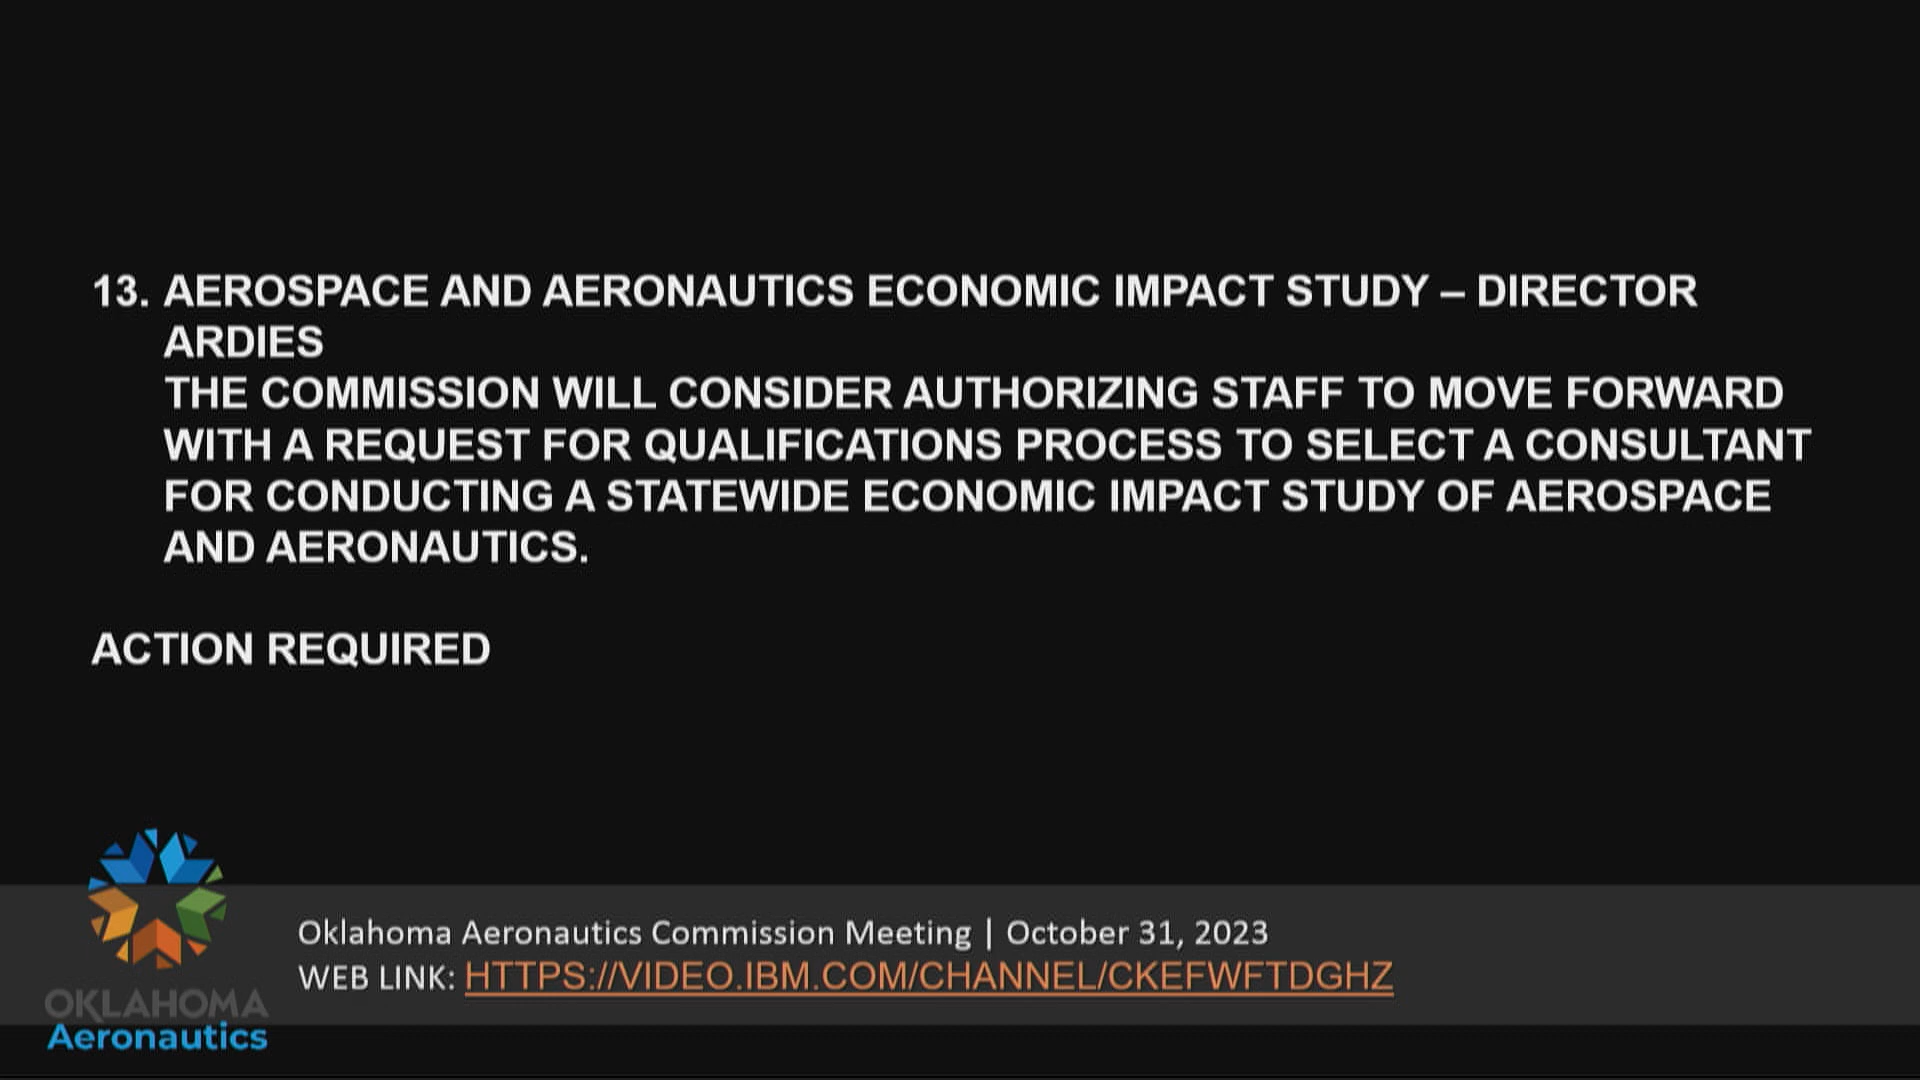 13. AEROSPACE AND AERONAUTICS ECONOMIC IMPACT STUDY – DIRECTOR
ARDIES
THE COMMISSION WILL CONSIDER AUTHORIZING STAFF TO MOVE FORWARD
WITH A REQUEST FOR QUALIFICATIONS PROCESS TO SELECT A CONSULTANT
FOR CONDUCTING A STATEWIDE ECONOMIC IMPACT STUDY OF AEROSPACE
AND AERONAUTICS.
ACTION REQUIRED
Oklahoma Aeronautics Commission Meeting | October 31, 2023
WEB LINK: HTTPS://VIDEO.IBM.COM/CHANNEL/CKEFWFTDGHZ
OKLAHOMA
Aeronautics